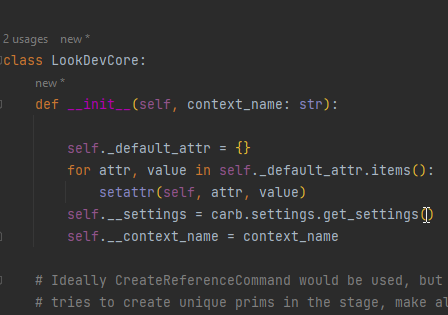 2 usages new *
class LookDevCore:
new *
def __init__(self, context_name: str):
self._default_attr = {}
for attr, value in self._default_attr.items():
setattr(self, attr, value)
self.__settings = carb.settings.get_settings()
self.__context_name = context_name
# Ideally CreateReferenceCommand would be used, but
# tries to create unique prims in the stage, make al